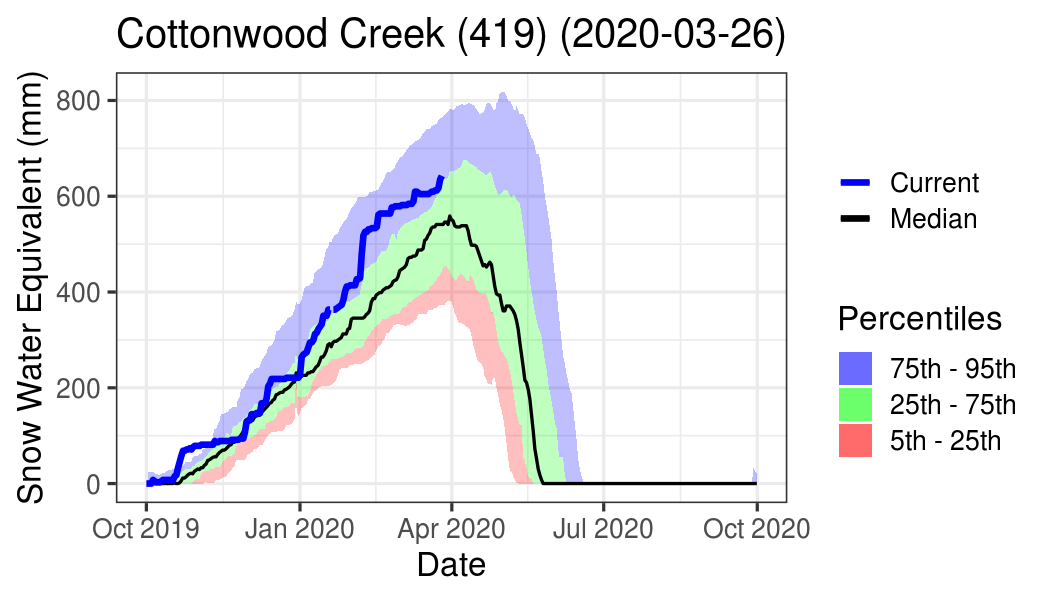 Cottonwood Creek (419) (2020-03-26)
Snow Water Equivalent (mm)
800
600
400
200
0
Oct 2019 Jan 2020 Apr 2020 Jul 2020 Oct 2020
Date
Current
Median
Percentiles
75th - 95th
25th - 75th
5th - 25th